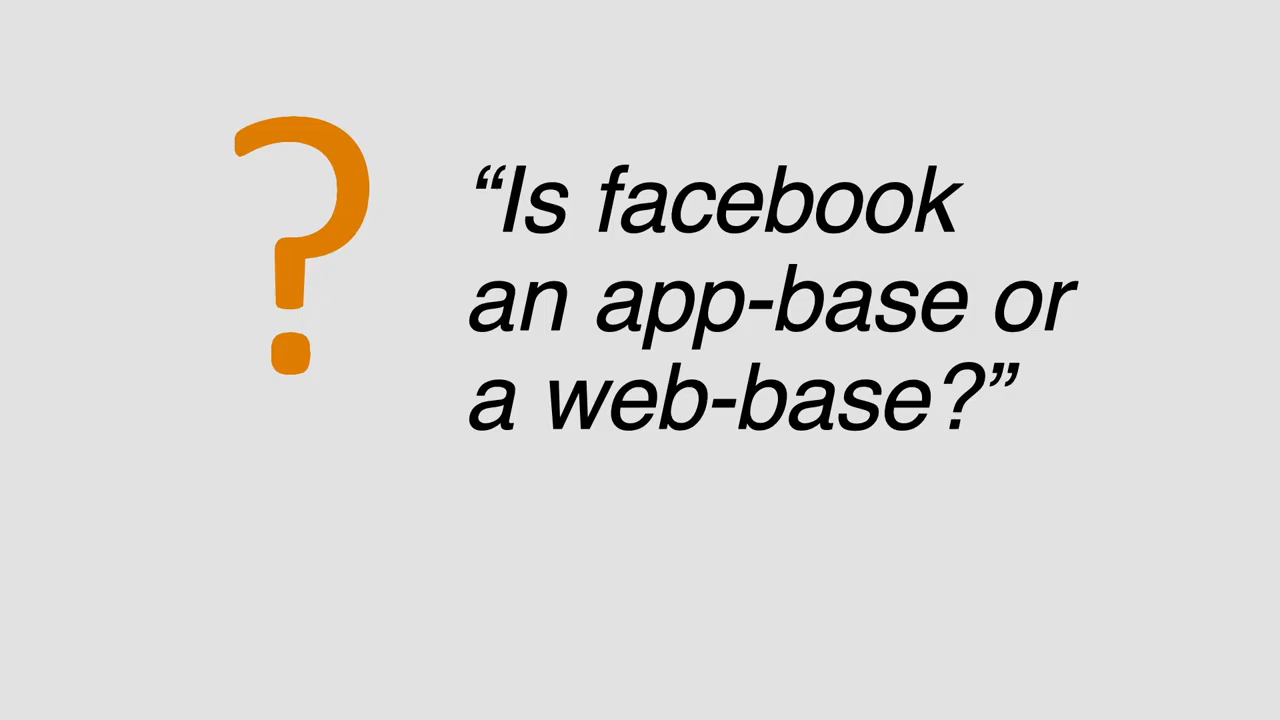 ?
“Is facebook
an app-base or
a web-base?”